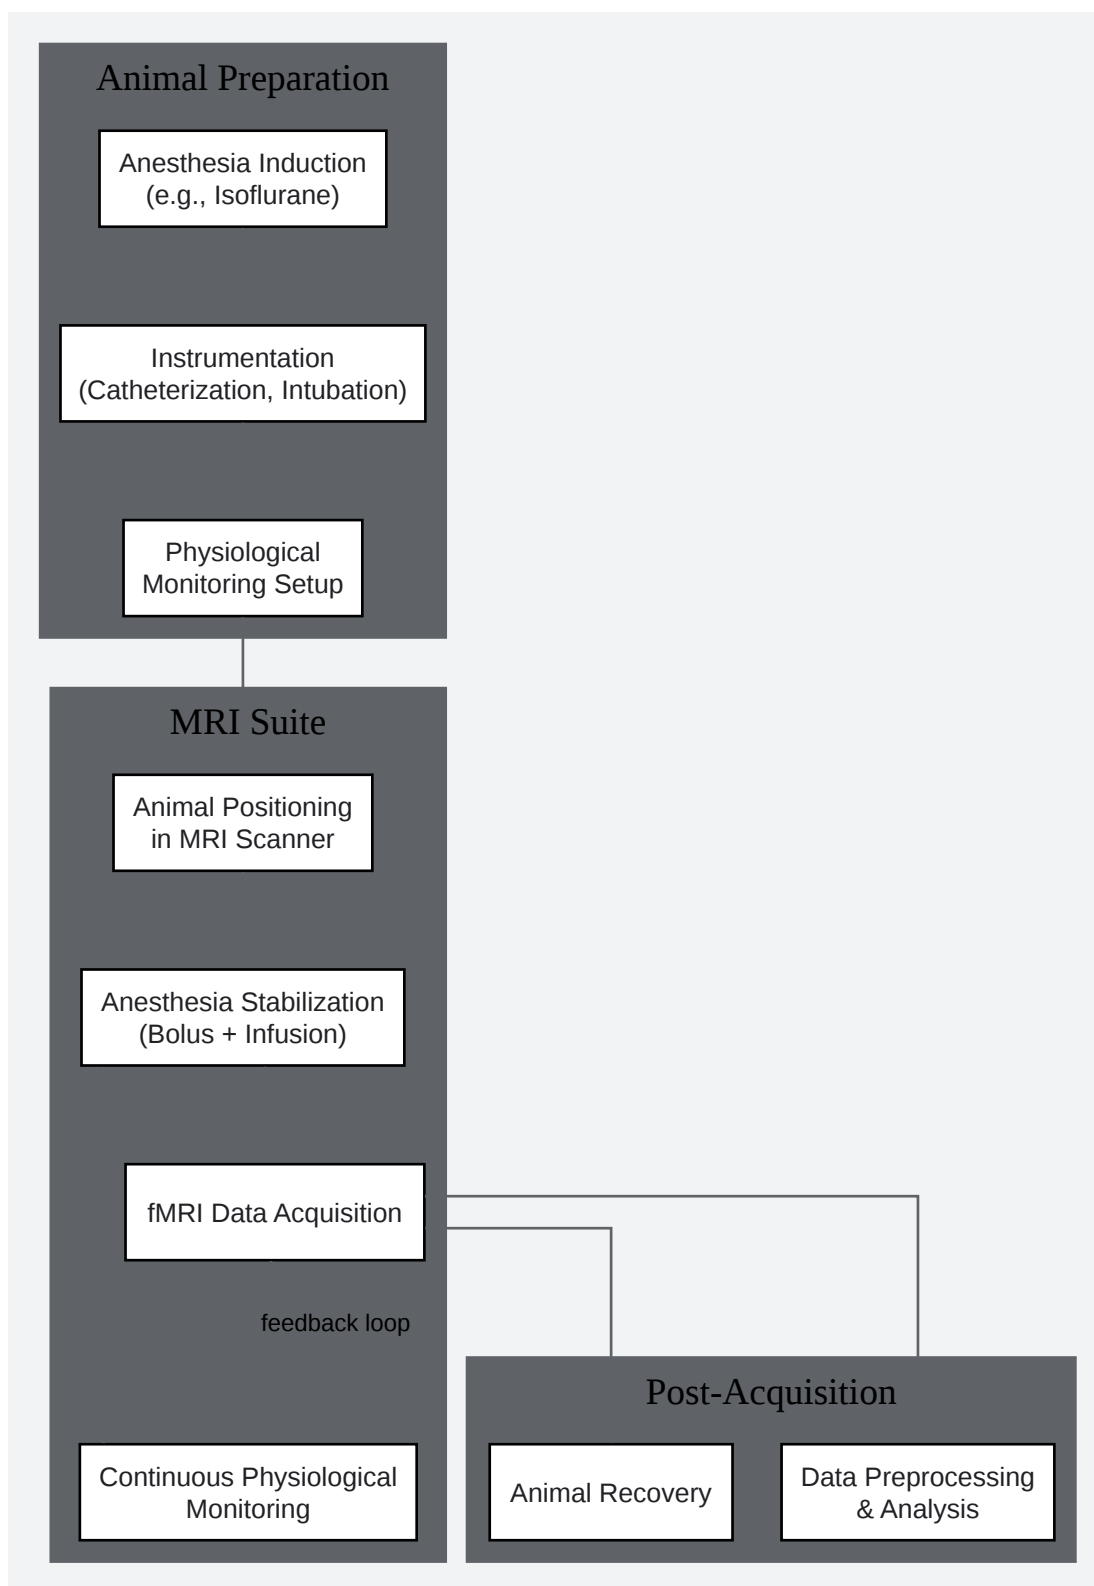 Animal Preparation
Anesthesia Induction
(e.g., Isoflurane)
Instrumentation
(Catheterization, Intubation)
Physiological
Monitoring Setup
MRI Suite
Animal Positioning
in MRI Scanner
Anesthesia Stabilization
(Bolus + Infusion)
fMRI Data Acquisition
feedback loop
Continuous Physiological
Monitoring
Post-Acquisition
Animal Recovery
Data Preprocessing
& Analysis